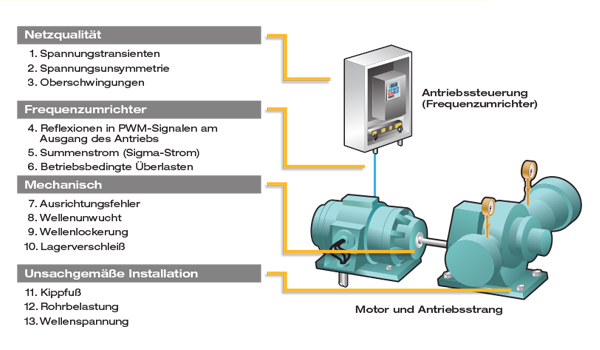 Netzqualität
1. Spannungstransienten
2. Spannungsunsymmetrie
3. Oberschwingungen
Frequenzumrichter
4. Reflexionen in PWM-Signalen am
Ausgang des Antriebs
5. Summenstrom (Sigma-Strom)
6. Betriebsbedingte Überlasten
Mechanisch
7. Ausrichtungsfehler
8. Wellenunwucht
9. Wellenlockerung
10. Lagerverschleiß
Unsachgemäße Installation
11. Kippfuß
12. Rohrbelastung
13. Wellenspannung
Antriebssteuerung
(Frequenzumrichter)
Motor und Antriebsstrang